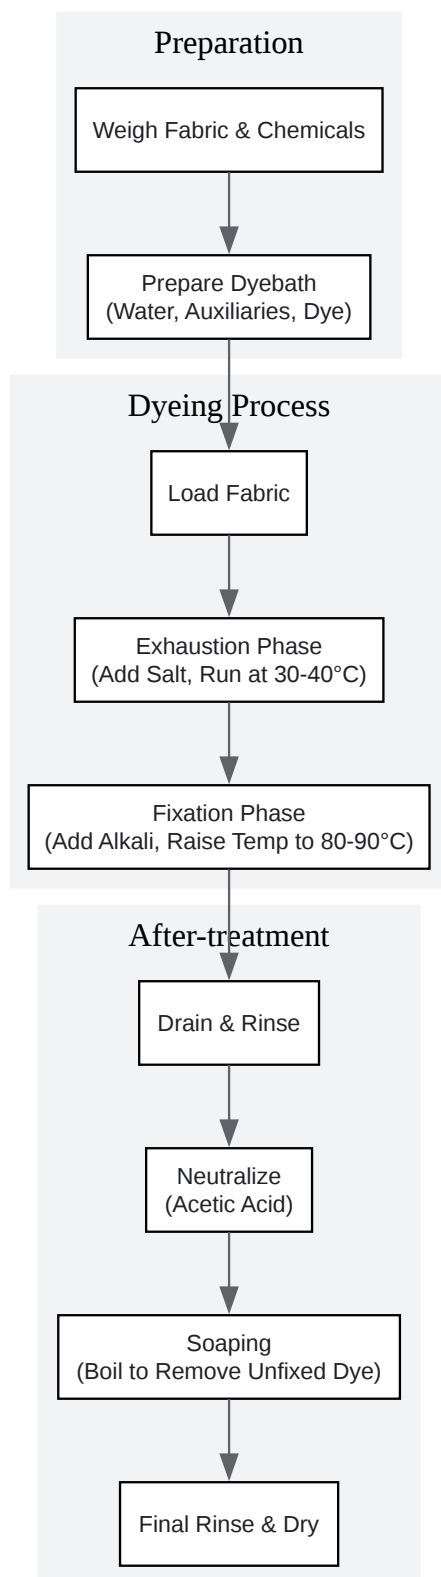 Preparation
Weigh Fabric & Chemicals
Prepare Dyebath
(Water, Auxiliaries, Dye)
Dyeing Process
Load Fabric
Exhaustion Phase
(Add Salt, Run at 30-40°C)
Fixation Phase
(Add Alkali, Raise Temp to 80-90°C)
After-treatment
Drain & Rinse
Neutralize
(Acetic Acid)
Soaping
(Boil to Remove Unfixed Dye)
Final Rinse & Dry